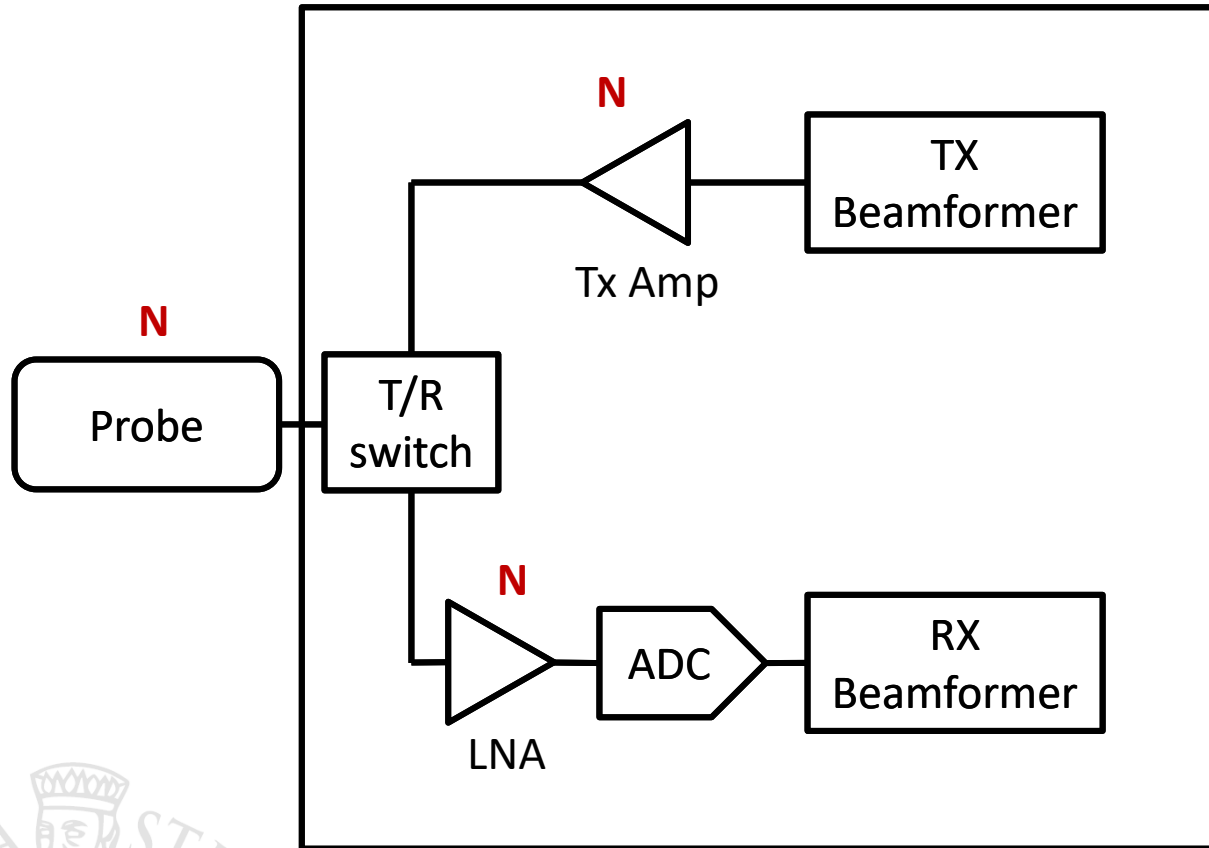 N
TX
Beamformer
Tx Amp
N
Probe
T/R
switch
N
LNA
ADC
RX
Beamformer